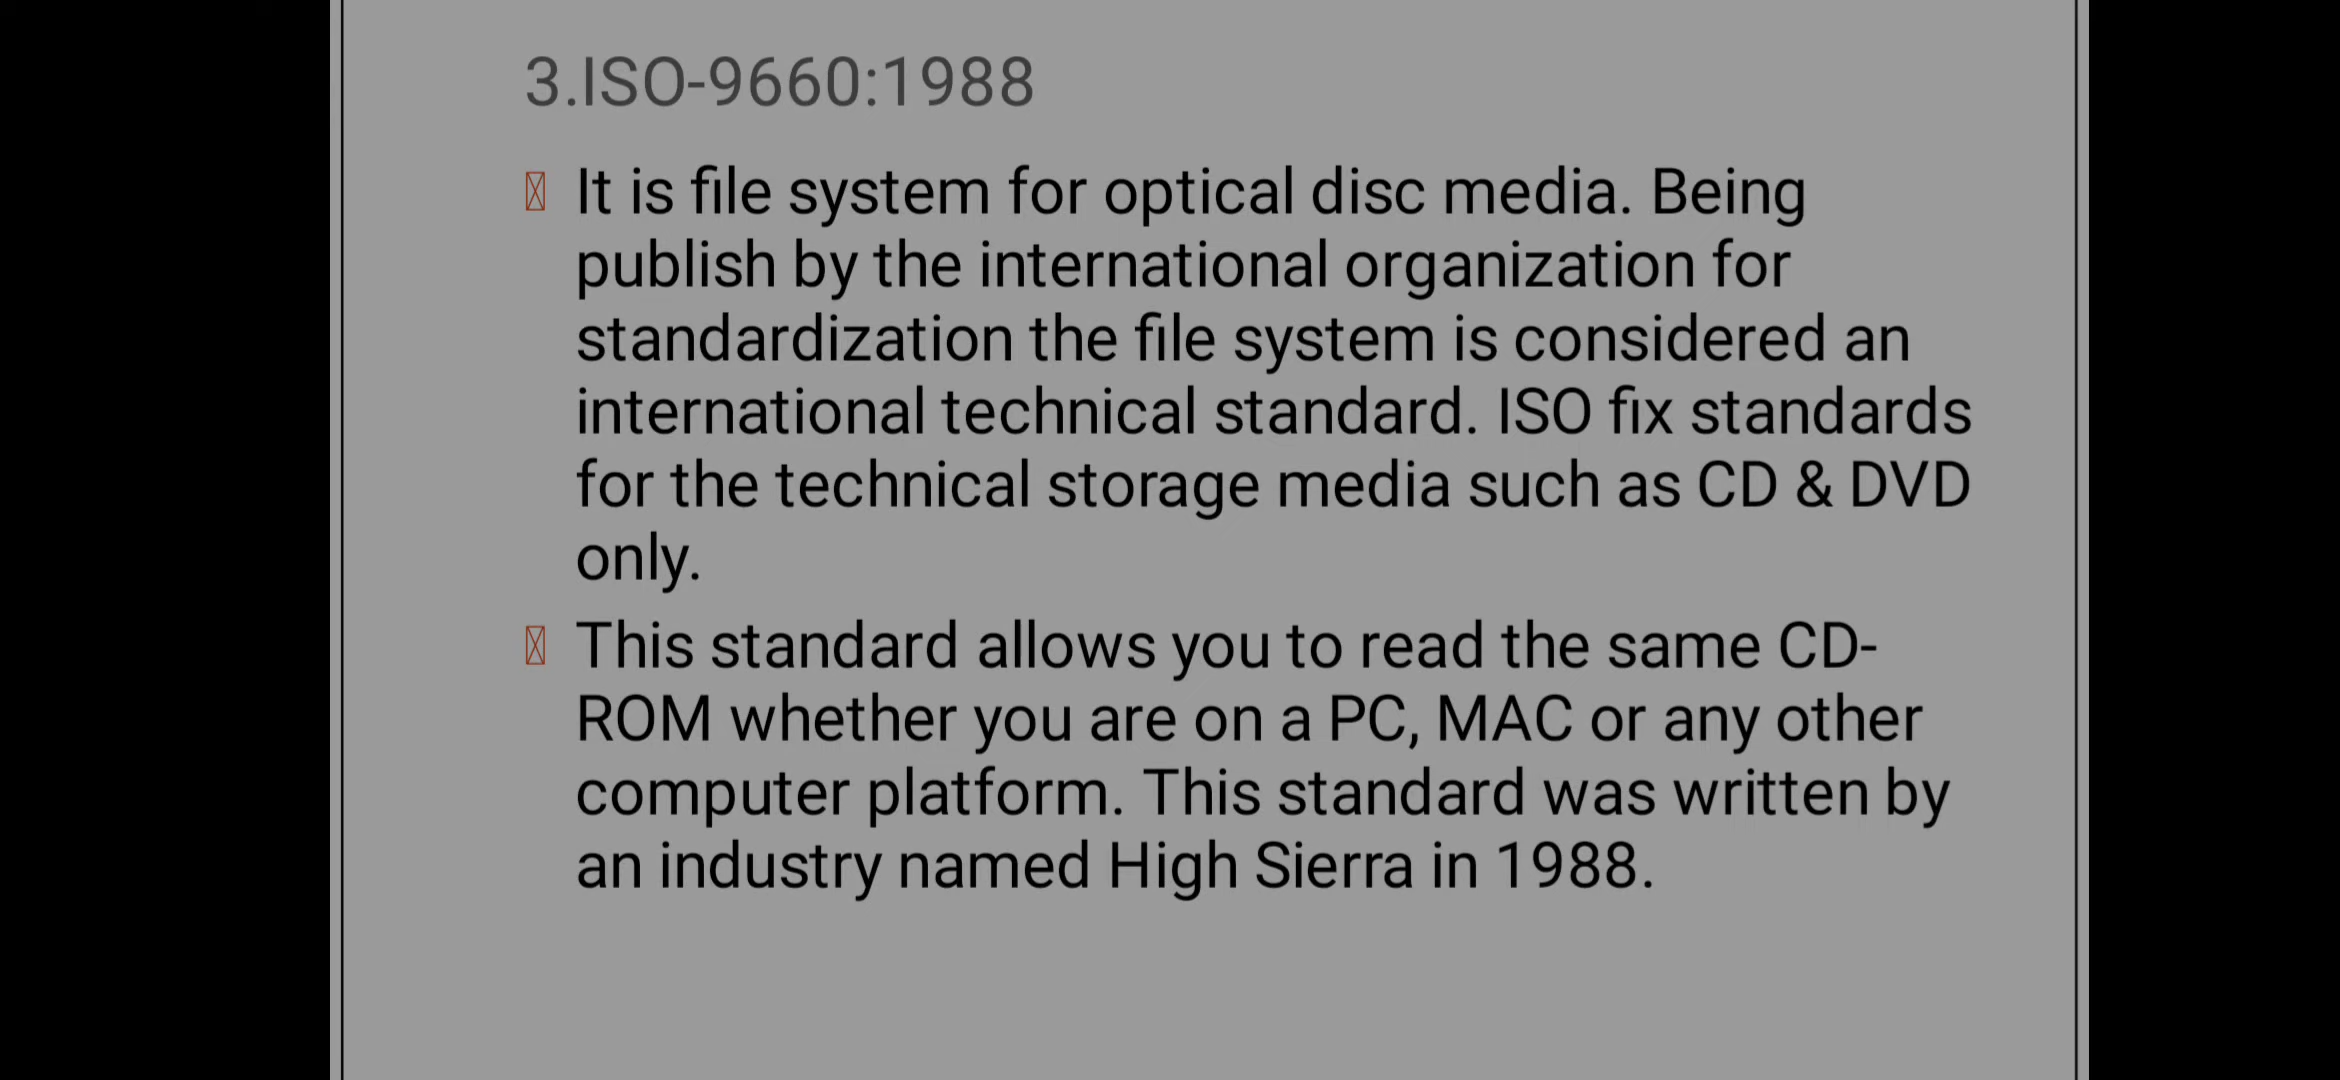 3.ISO-9660:1988
It is file system for optical disc media. Being
publish by the international organization for
standardization the file system is considered an
international technical standard. ISO fix standards
for the technical storage media such as CD & DVD
only.
This standard allows you to read the same CD-
ROM whether you are on a PC, MAC or any other
computer platform. This standard was written by
an industry named High Sierra in 1988.